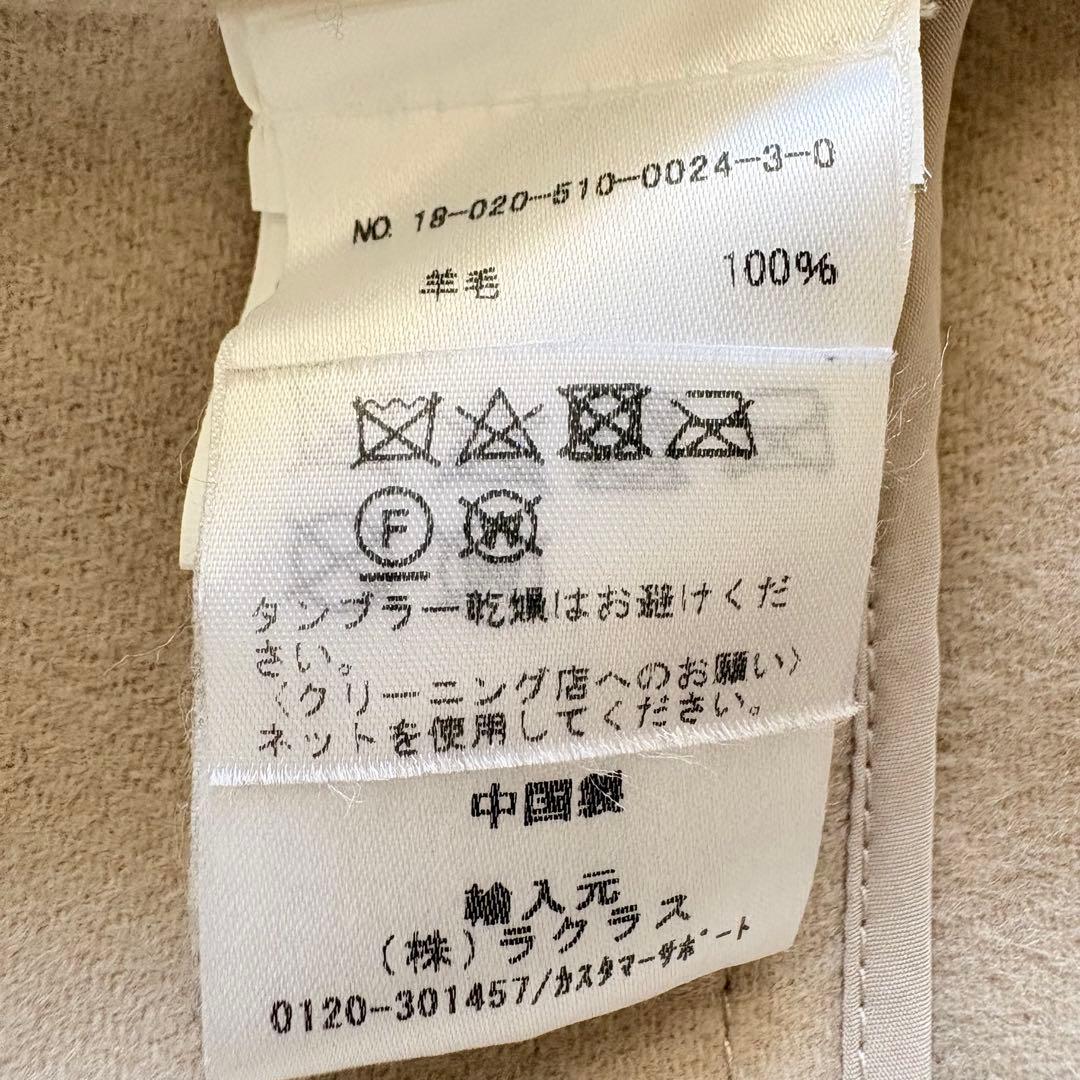 NO. 18-020-510-0024-3-0
羊毛 100%
F
W
タンブラー乾燥はお避けくだ
さい。
〈クリーニング店へのお願い〉
ネットを使用してください。
中国製
輸入元
(株)ラクラス
0120-301457/カスタマーサポート